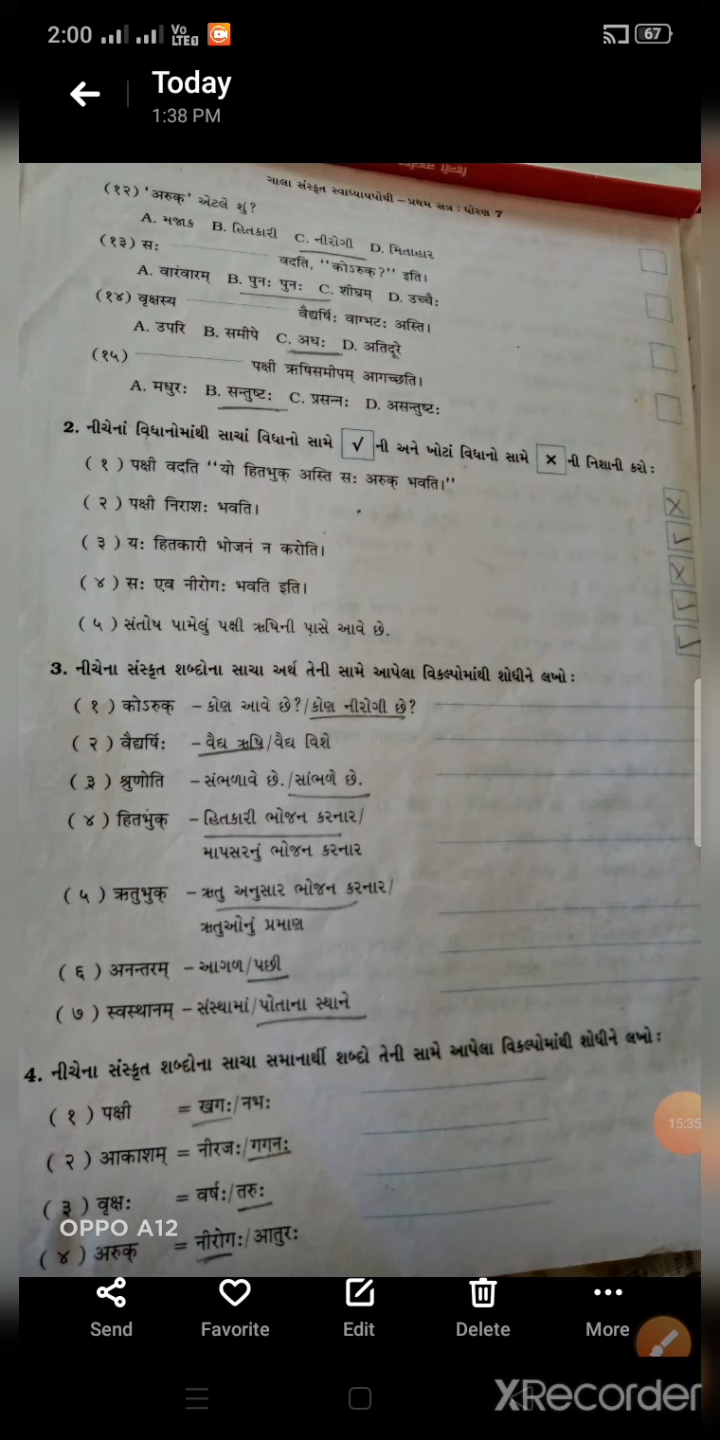 2:00 Vo LTE 67
Today
1:38 PM
ગાલા સંસ્કૃત સ્વાધ્યાયપોથી – પ્રથમ સત્ર : ધોરણ 7
(१२) 'अरुक्' એટલે શું?
A. મજાક B. હિતકારી C. નીરોગી D. મિતાહાર
(१३) सः वदति, "कोऽरुक्?" इति।
A. वारंवारम् B. पुनः पुनः C. शीघ्रम् D. उच्चैः
(१४) वृक्षस्य वैद्यर्षिः वाग्भटः अस्ति।
A. उपरि B. समीपे C. अधः D. अतिदूरे
(१५) पक्षी ऋषिसमीपम् आगच्छति।
A. मधुरः B. सन्तुष्टः C. प्रसन्नः D. असन्तुष्टः
2. નીચેનાં વિધાનોમાંથી સાચાં વિધાનો સામે √ ની અને ખોટાં વિધાનો સામે × ની નિશાની કરો :
(१) पक्षी वदति "यो हितभुक् अस्ति सः अरुक् भवति।"
(२) पक्षी निराशः भवति।
(३) यः हितकारी भोजनं न करोति।
(४) सः एव नीरोगः भवति इति।
(५) સંતોષ પામેલું પક્ષી ઋષિની પાસે આવે છે.
3. નીચેના સંસ્કૃત શબ્દોના સાચા અર્થ તેની સામે આપેલા વિકલ્પોમાંથી શોધીને લખો :
(१) कोऽरुक् – કોણ આવે છે?/કોણ નીરોગી છે?
(२) वैद्यर्षिः – વૈદ્ય ઋષિ/વૈદ્ય વિશે
(३) श्रुणोति – સંભળાવે છે./સાંભળે છે.
(४) हितभुक् – હિતકારી ભોજન કરનાર/
માપસરનું ભોજન કરનાર
(५) ऋतुभुक् – ઋતુ અનુસાર ભોજન કરનાર/
ઋતુઓનું પ્રમાણ
(६) अनन्तरम् – આગળ/પછી
(७) स्वस्थानम् – સંસ્થામાં/પોતાના સ્થાને
4. નીચેના સંસ્કૃત શબ્દોના સાચા સમાનાર્થી શબ્દો તેની સામે આપેલા વિકલ્પોમાંથી શોધીને લખો :
(१) पक्षी = खगः/नभः
(२) आकाशम् = नीरजः/गगनः
(३) वृक्षः = वर्षः/तरुः
OPPO A12
(४) अरुक् = नीरोगः/आतुरः
15:35
Send Favorite Edit Delete More
XRecorder